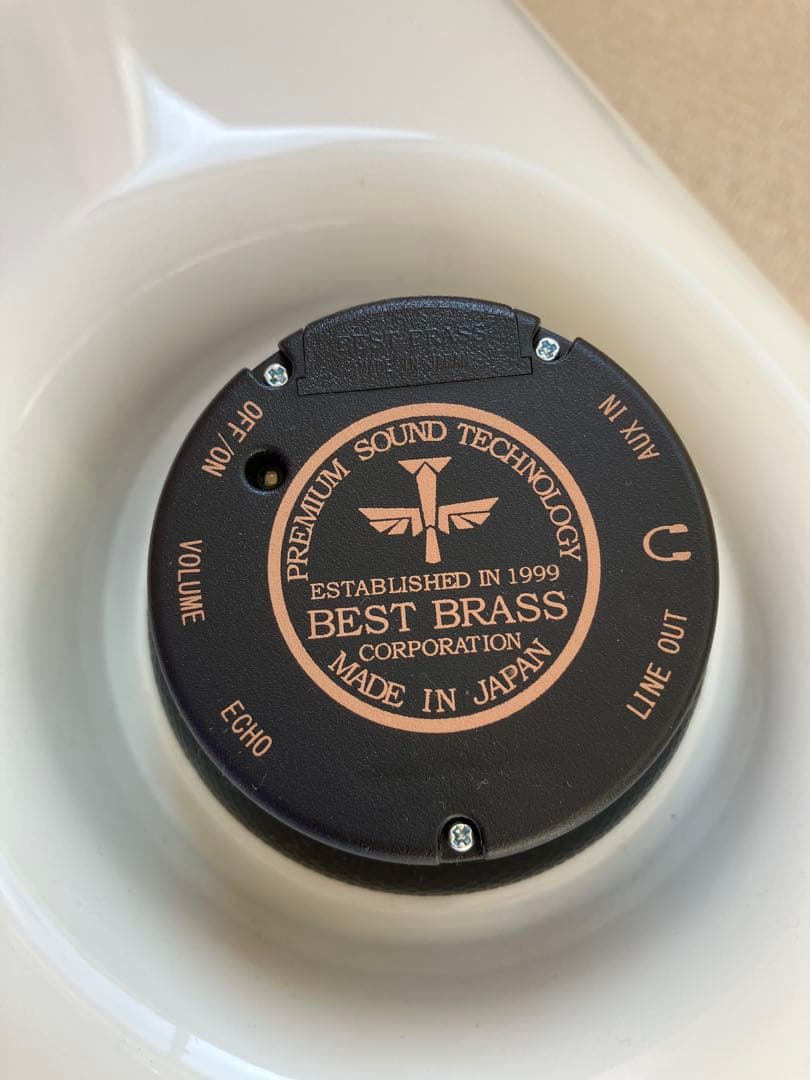 BEST BRASS
MADE IN JAPAN
OFF/ON
AUX IN
PREMIUM SOUND TECHNOLOGY
ESTABLISHED IN 1999
BEST BRASS
CORPORATION
MADE IN JAPAN
VOLUME
LINE OUT
ECHO